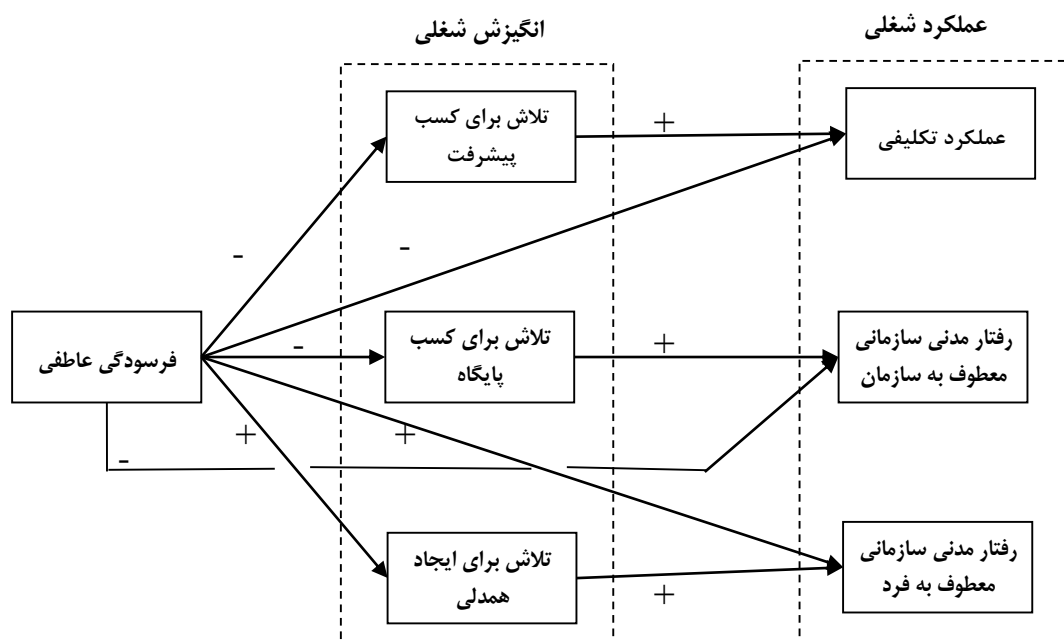 عملکرد شغلی
انگیزش شغلی
عملکرد تکلیفی
+
تلاش برای کسب
پیشرفت
-
-
رفتار مدنی سازمانی
معطوف به سازمان
+
تلاش برای کسب
پایگاه
-
فرسودگی عاطفی
+
+
-
رفتار مدنی سازمانی
معطوف به فرد
+
تلاش برای ایجاد
همدلی